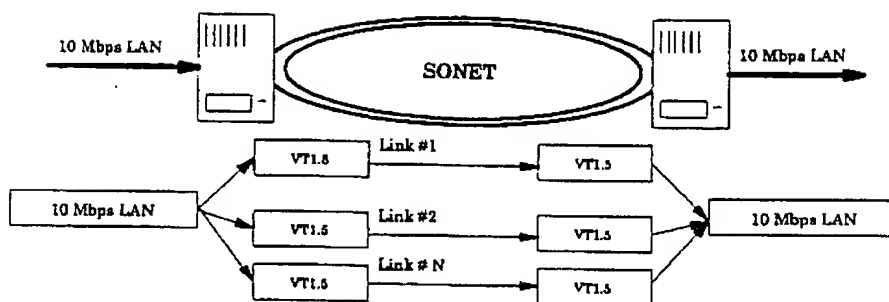 10 Mbps LAN
SONET
10 Mbps LAN
VT1.5
Link #1
VT1.5
10 Mbps LAN
VT1.5
Link #2
VT1.5
10 Mbps LAN
VT1.5
Link # N
VT1.5